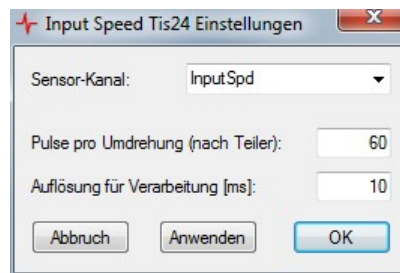 Input Speed Tis24 Einstellungen
Sensor-Kanal: InputSpd
Pulse pro Umdrehung (nach Teiler): 60
Auflösung für Verarbeitung [ms]: 10
Abbruch Anwenden OK